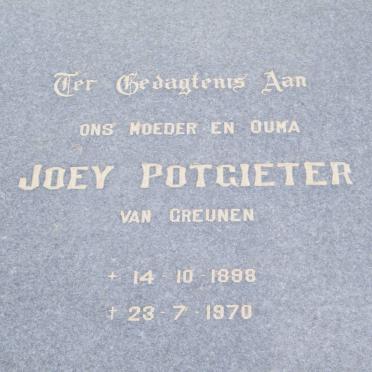 Ter Gedagtenis Aan
ONS MOEDER EN OUMA
JOEY POTGIETER
VAN GREUNEN
+ 14-10-1898
† 23-7-1970